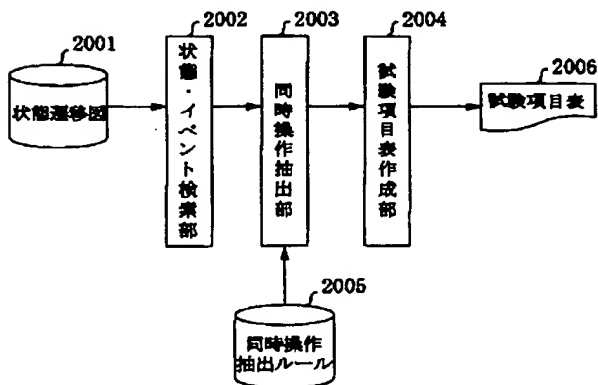 2001
状態遷移図
2002
状態・イベント検索部
2003
同時操作抽出部
2004
試験項目表作成部
2006
試験項目表
2005
同時操作
抽出ルール